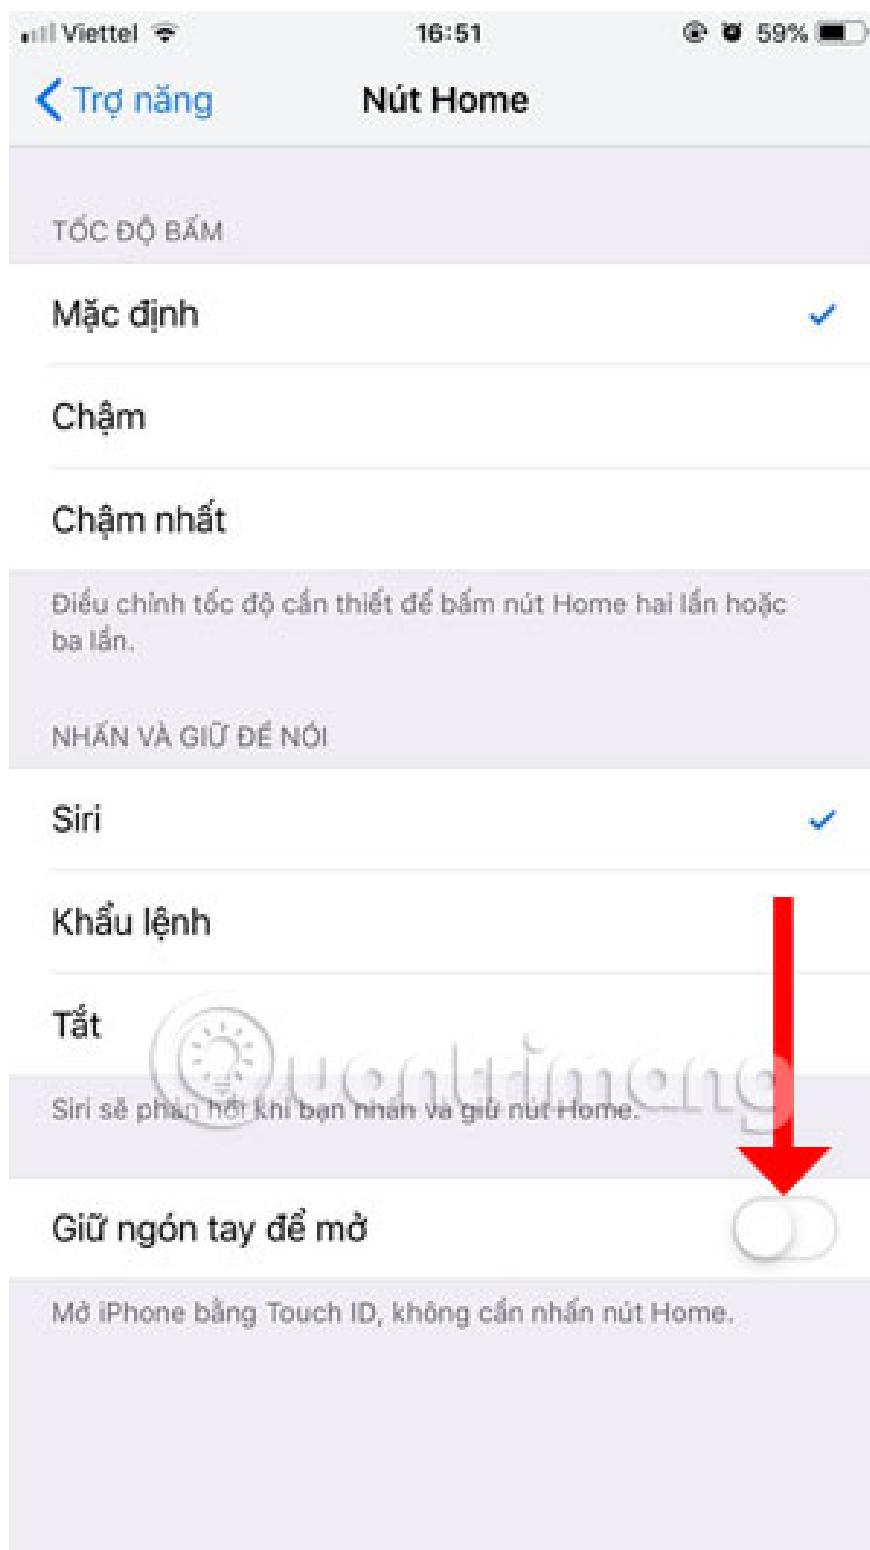 Viettel 16:51 59%
Trợ năng Nút Home
TỐC ĐỘ BẤM
Mặc định
Chậm
Chậm nhất
Điều chỉnh tốc độ cần thiết để bấm nút Home hai lần hoặc
ba lần.
NHẤN VÀ GIỮ ĐỂ NÓI
Siri
Khẩu lệnh
Tắt
Quantrimang
Siri sẽ phản hồi khi bạn nhấn và giữ nút Home.
Giữ ngón tay để mở
Mở iPhone bằng Touch ID, không cần nhấn nút Home.